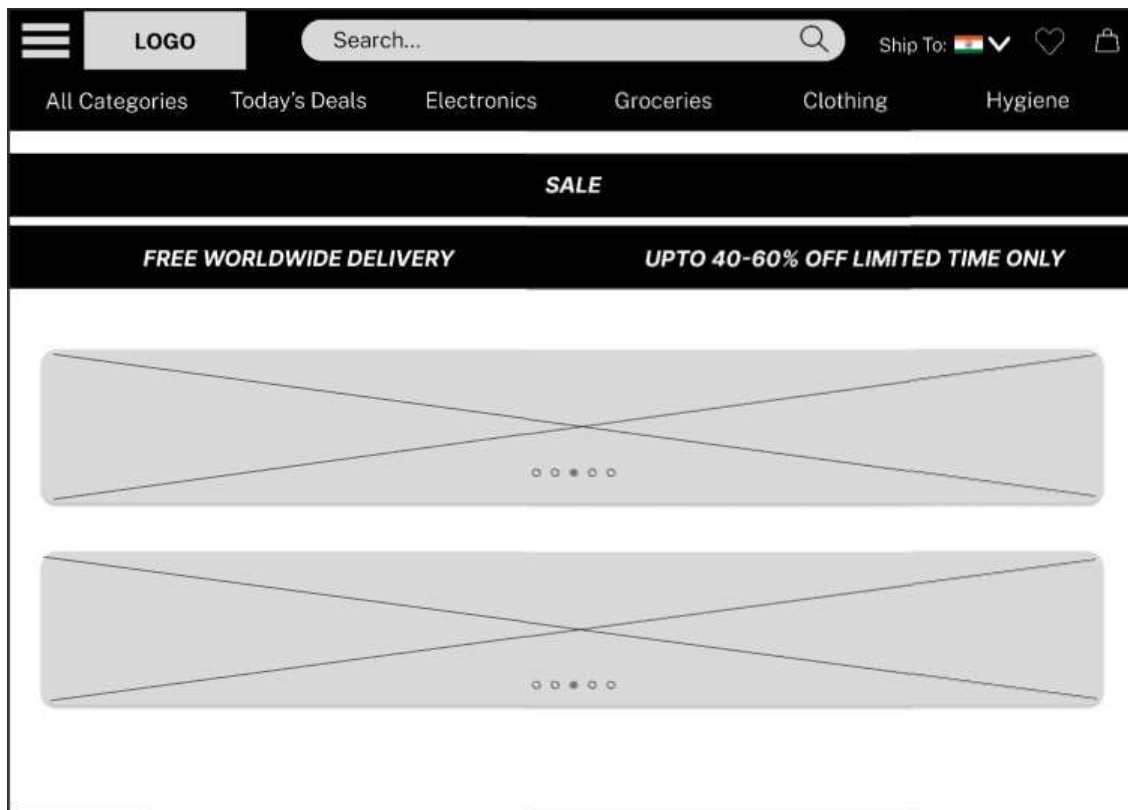 LOGO Search... Ship To:
All Categories Today's Deals Electronics Groceries Clothing Hygiene
SALE
FREE WORLDWIDE DELIVERY UPTO 40-60% OFF LIMITED TIME ONLY